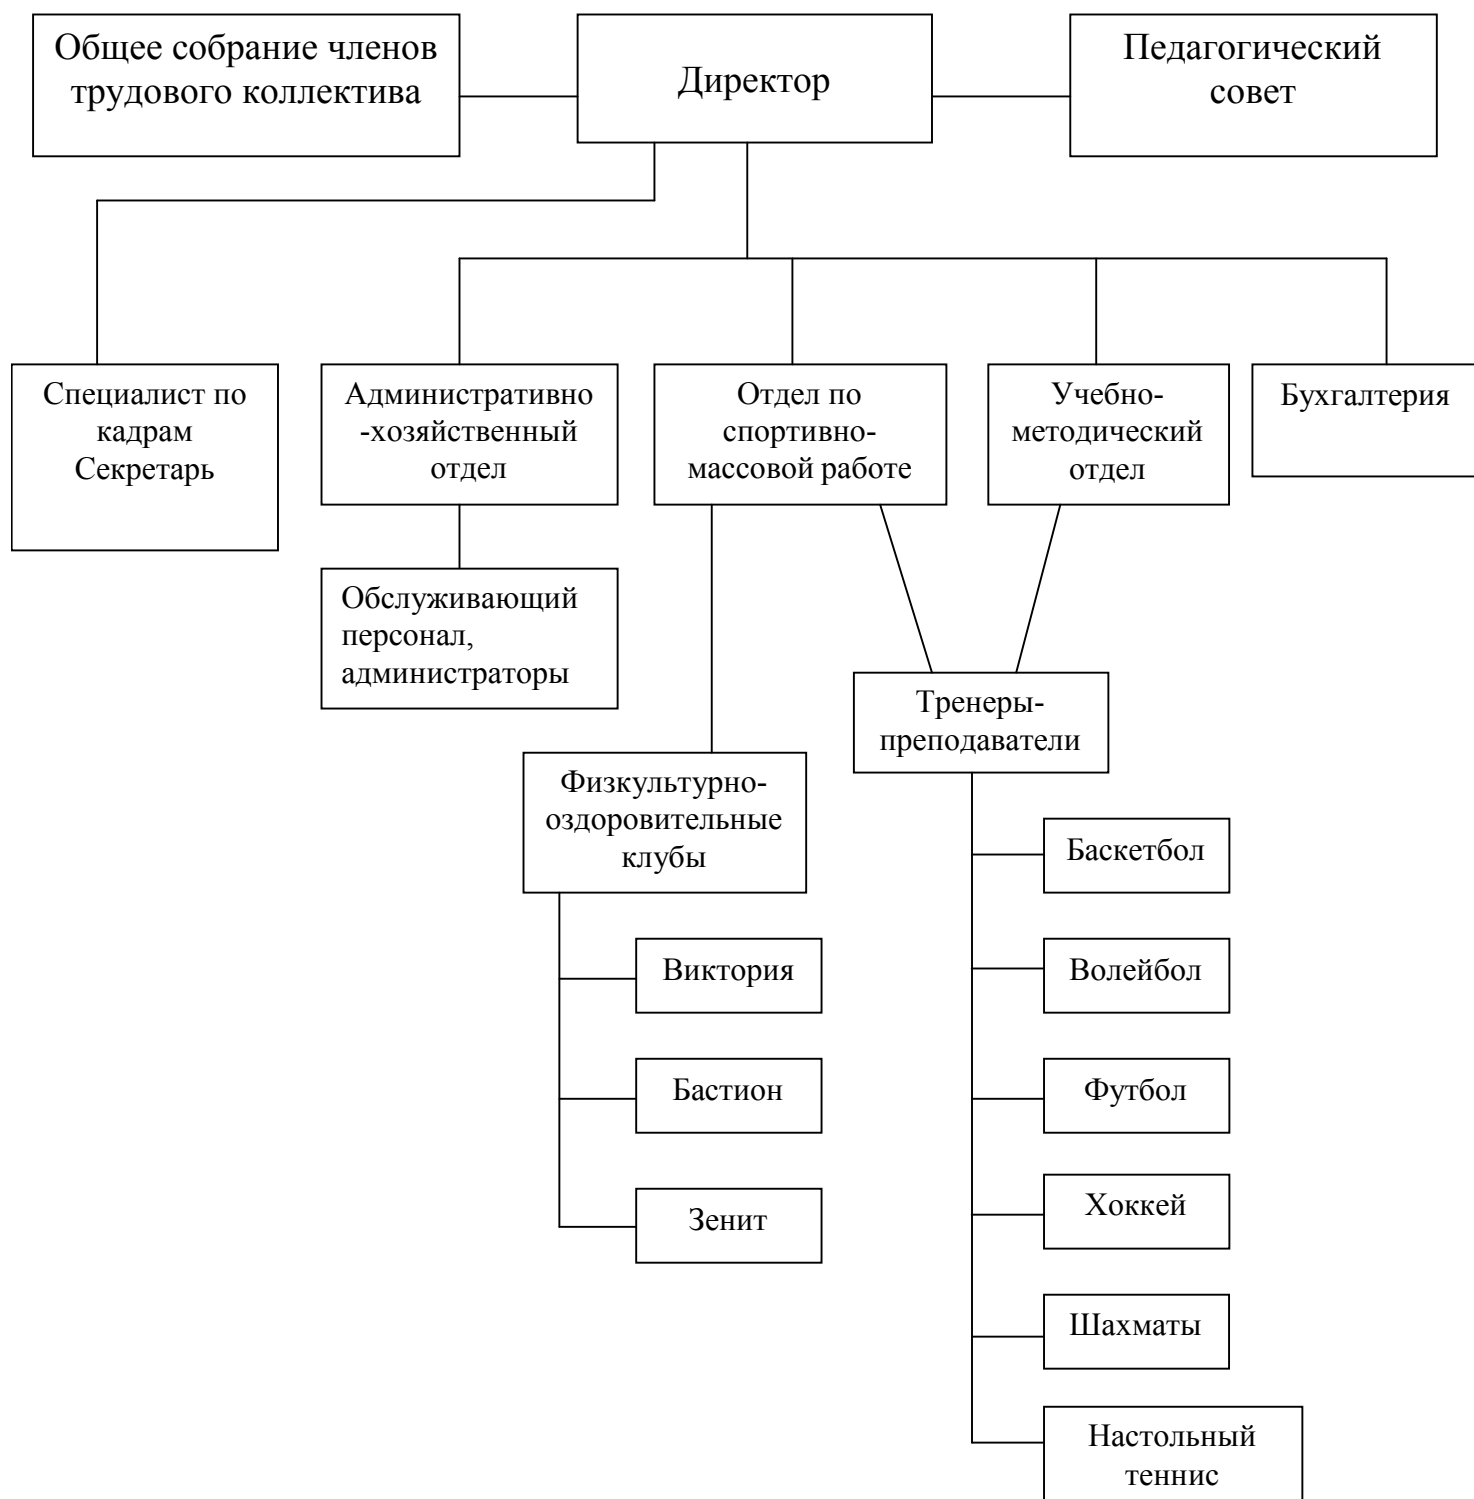 Общее собрание членов
трудового коллектива
Директор
Педагогический
совет
Специалист по
кадрам
Секретарь
Административно
-хозяйственный
отдел
Отдел по
спортивно-
массовой работе
Учебно-
методический
отдел
Бухгалтерия
Обслуживающий
персонал,
администраторы
Тренеры-
преподаватели
Физкультурно-
оздоровительные
клубы
Виктория
Бастион
Зенит
Баскетбол
Волейбол
Футбол
Хоккей
Шахматы
Настольный
теннис